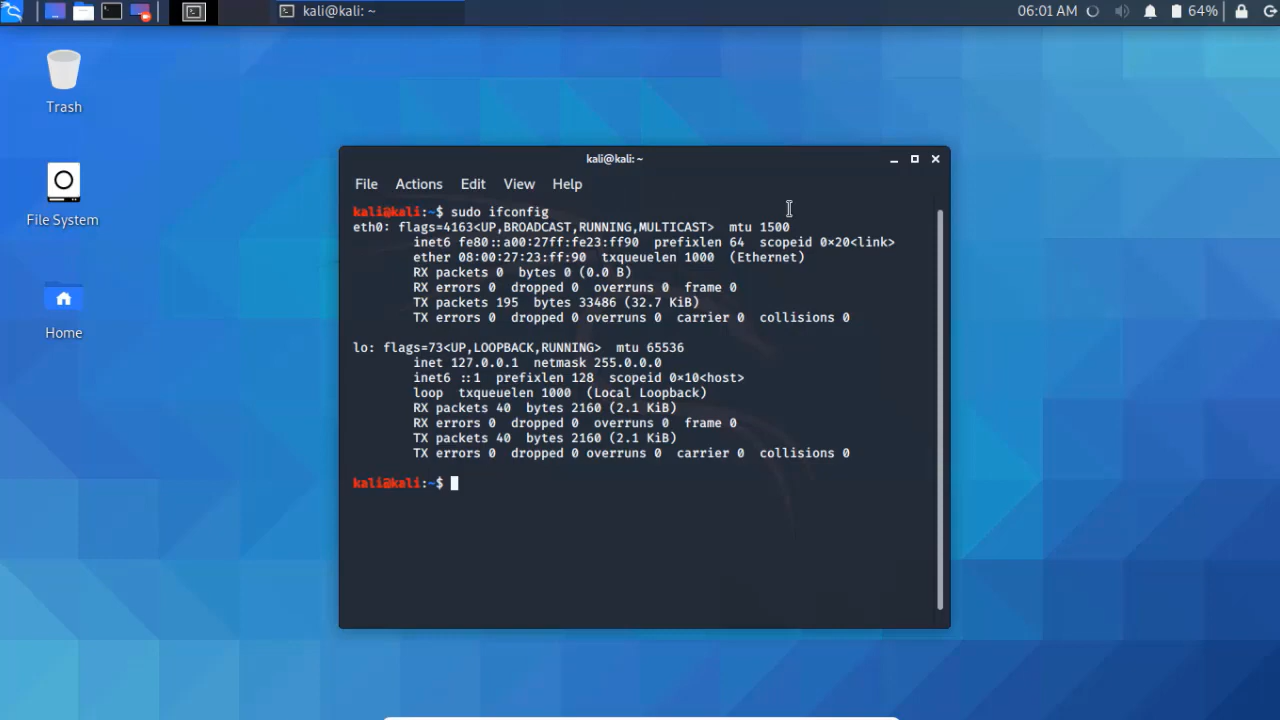 kali@kali: ~
06:01 AM
64%
Trash
File System
Home
kali@kali: ~
File Actions Edit View Help
kali@kali:~$ sudo ifconfig
eth0: flags=4163<UP,BROADCAST,RUNNING,MULTICAST>  mtu 1500
        inet6 fe80::a00:27ff:fe23:ff90  prefixlen 64  scopeid 0×20<link>
        ether 08:00:27:23:ff:90  txqueuelen 1000  (Ethernet)
        RX packets 0  bytes 0 (0.0 B)
        RX errors 0  dropped 0  overruns 0  frame 0
        TX packets 195  bytes 33486 (32.7 KiB)
        TX errors 0  dropped 0 overruns 0  carrier 0  collisions 0
lo: flags=73<UP,LOOPBACK,RUNNING>  mtu 65536
        inet 127.0.0.1  netmask 255.0.0.0
        inet6 ::1  prefixlen 128  scopeid 0×10<host>
        loop  txqueuelen 1000  (Local Loopback)
        RX packets 40  bytes 2160 (2.1 KiB)
        RX errors 0  dropped 0  overruns 0  frame 0
        TX packets 40  bytes 2160 (2.1 KiB)
        TX errors 0  dropped 0 overruns 0  carrier 0  collisions 0
kali@kali:~$